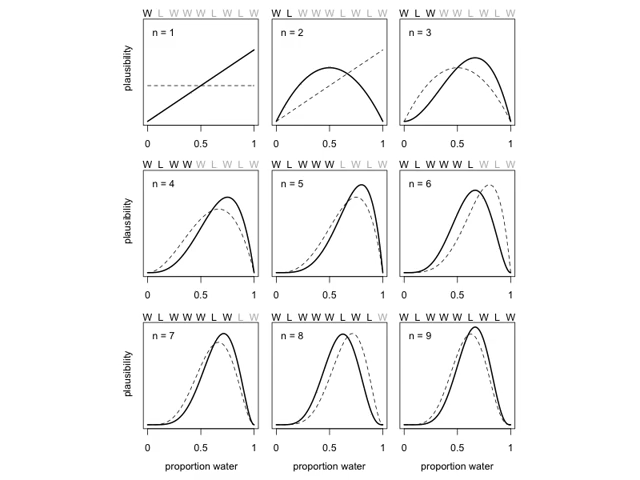 W L W W W L W L W W L W W W L W L W W L W W W L W L W
n = 1 n = 2 n = 3
plausibility
0 0.5 1 0 0.5 1 0 0.5 1
W L W W W L W L W W L W W W L W L W W L W W W L W L W
n = 4 n = 5 n = 6
plausibility
0 0.5 1 0 0.5 1 0 0.5 1
W L W W W L W L W W L W W W L W L W W L W W W L W L W
n = 7 n = 8 n = 9
plausibility
0 0.5 1 0 0.5 1 0 0.5 1
proportion water proportion water proportion water